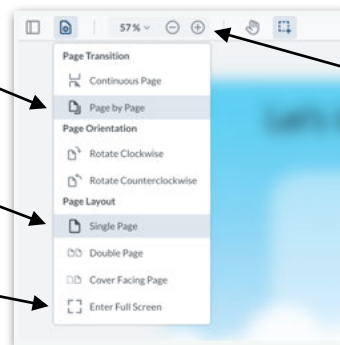 57%
Page Transition
Continuous Page
Page by Page
Page Orientation
Rotate Clockwise
Rotate Counterclockwise
Page Layout
Single Page
Double Page
Cover Facing Page
Enter Full Screen